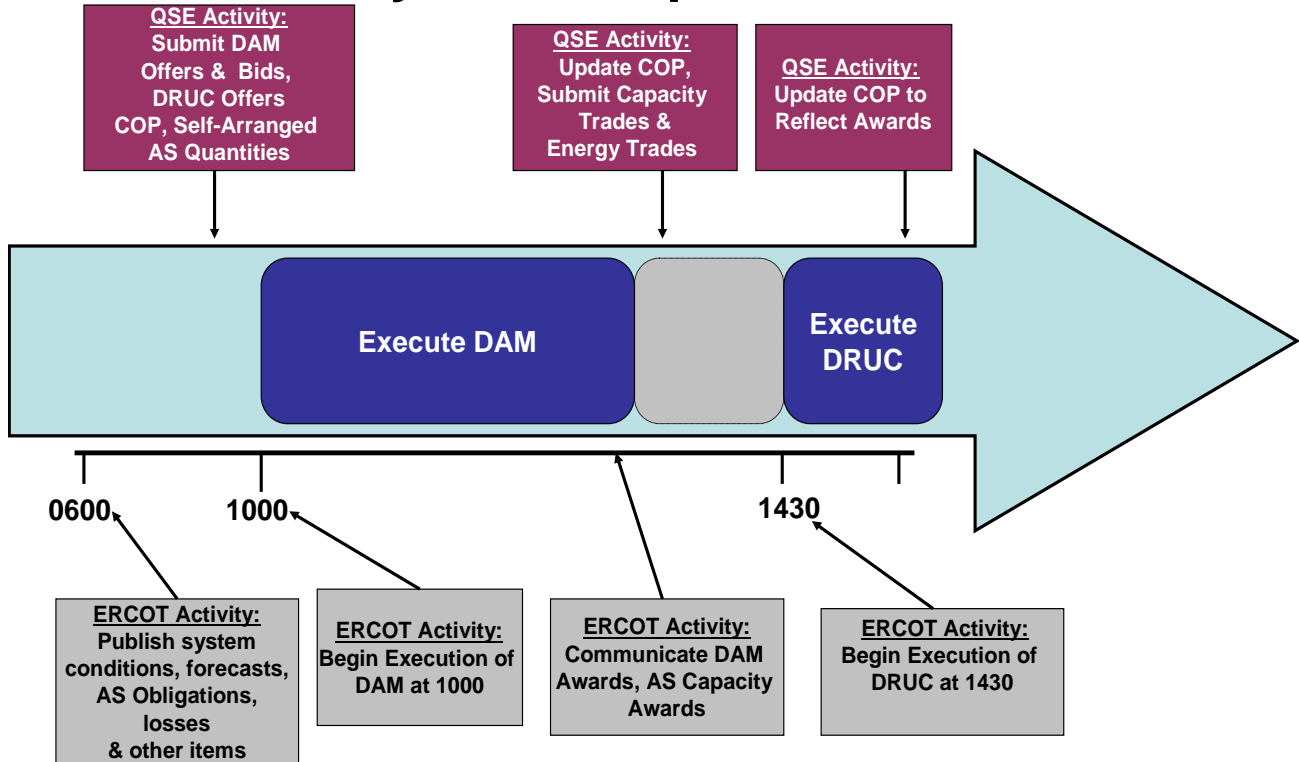 QSE Activity:
Submit DAM
Offers & Bids,
DRUC Offers
COP, Self-Arranged
AS Quantities
QSE Activity:
Update COP,
Submit Capacity
Trades &
Energy Trades
QSE Activity:
Update COP to
Reflect Awards
Execute DAM
Execute
DRUC
0600
1000
1430
ERCOT Activity:
Publish system
conditions, forecasts,
AS Obligations,
losses
& other items
ERCOT Activity:
Begin Execution of
DAM at 1000
ERCOT Activity:
Communicate DAM
Awards, AS Capacity
Awards
ERCOT Activity:
Begin Execution of
DRUC at 1430